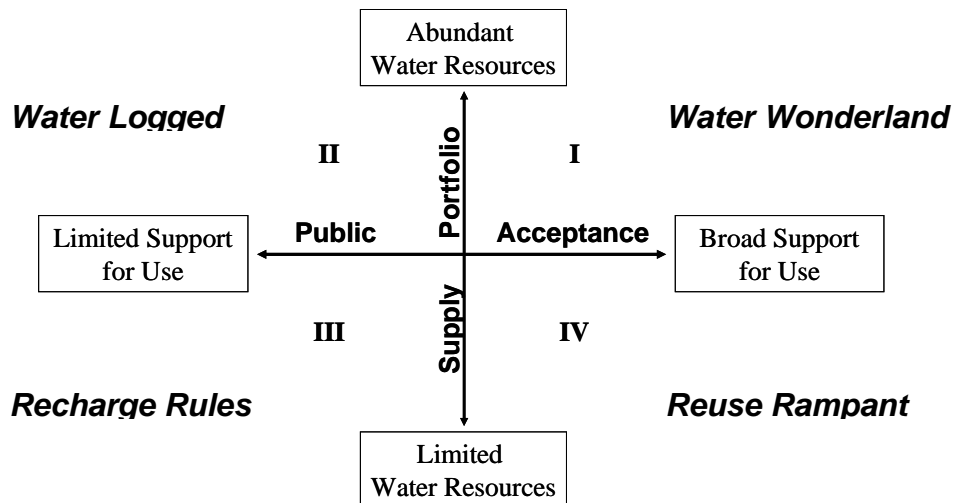 Abundant
Water Resources
Water Logged
Water Wonderland
II
I
Portfolio
Public
Acceptance
Limited Support
for Use
Broad Support
for Use
Supply
III
IV
Recharge Rules
Reuse Rampant
Limited
Water Resources